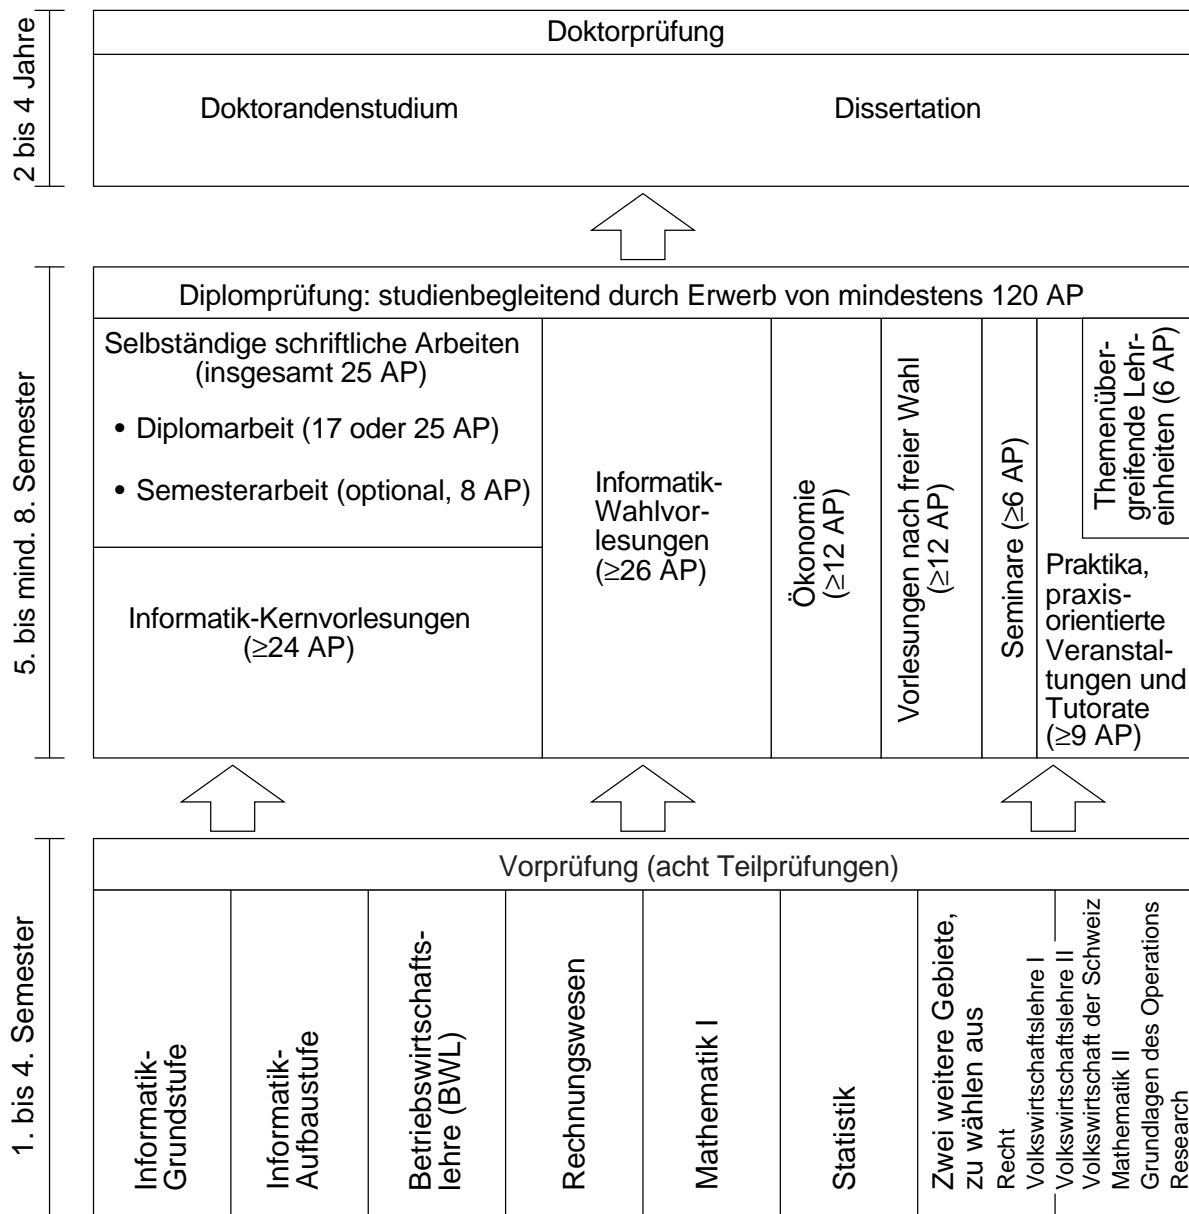 2 bis 4 Jahre
Doktorprüfung
Doktorandenstudium
Dissertation
5. bis mind. 8. Semester
Diplomprüfung: studienbegleitend durch Erwerb von mindestens 120 AP
Selbständige schriftliche Arbeiten
(insgesamt 25 AP)
• Diplomarbeit (17 oder 25 AP)
• Semesterarbeit (optional, 8 AP)
Informatik-Kernvorlesungen
(≥24 AP)
Informatik-
Wahlvor-
lesungen
(≥26 AP)
Ökonomie
(≥12 AP)
Vorlesungen nach freier Wahl
(≥12 AP)
Seminare (≥6 AP)
Themenüber-
greifende Lehr-
einheiten (6 AP)
Praktika,
praxis-
orientierte
Veranstal-
tungen und
Tutorate
(≥9 AP)
1. bis 4. Semester
Vorprüfung (acht Teilprüfungen)
Informatik-
Grundstufe
Informatik-
Aufbaustufe
Betriebswirtschafts-
lehre (BWL)
Rechnungswesen
Mathematik I
Statistik
Zwei weitere Gebiete,
zu wählen aus
Recht
Volkswirtschaftslehre I
Volkswirtschaftslehre II
Volkswirtschaft der Schweiz
Mathematik II
Grundlagen des Operations
Research